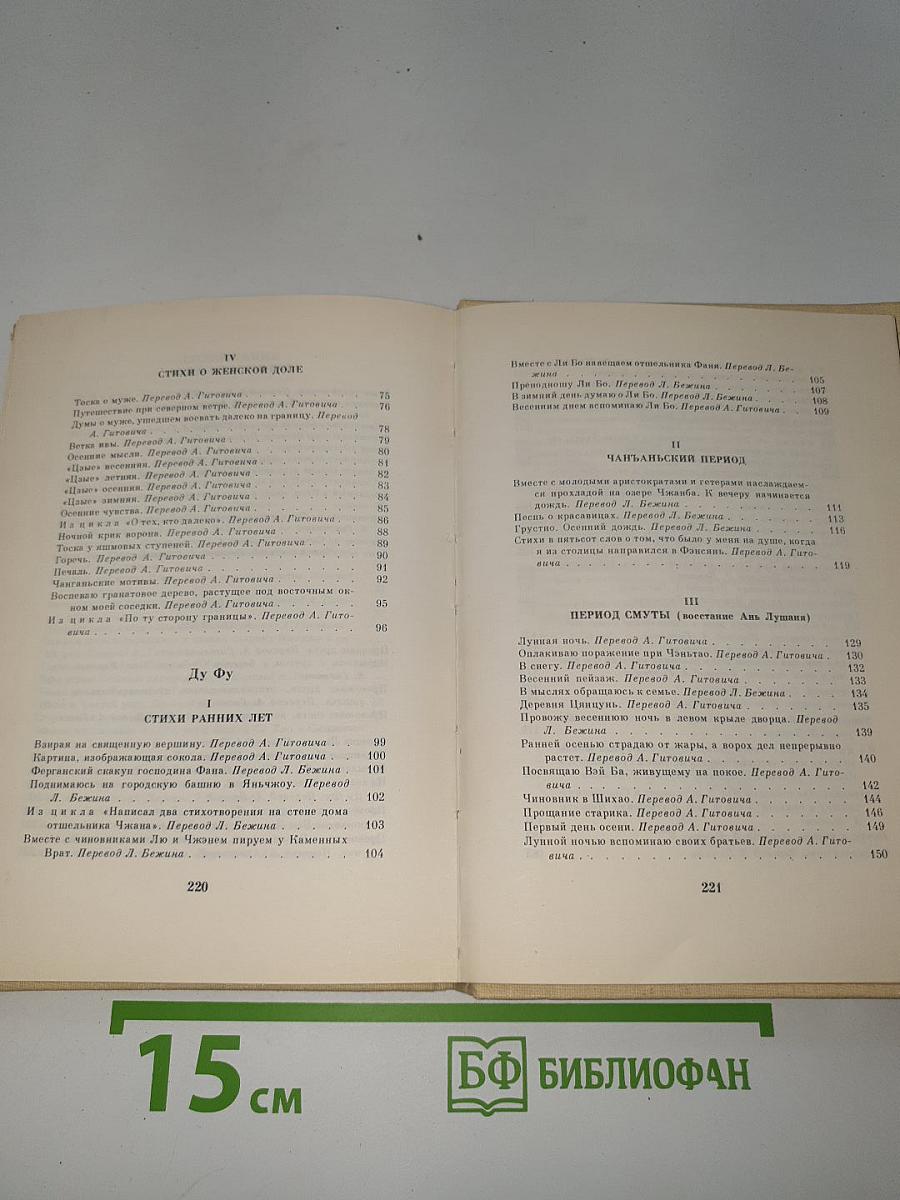 IV
СТИХИ О ЖЕНСКОЙ ДОЛЕ
Тоска о муже. Перевод А. Гитовича . . . . . . . . . . 75
Путешествие при северном ветре. Перевод А. Гитовича . 76
Думы о муже, ушедшем воевать далеко на границу. Перевод
А. Гитовича . . . . . . . . . . . . . . . . 78
Ветка ивы. Перевод А. Гитовича . . . . . . . . . . 79
Осенние мысли. Перевод А. Гитовича . . . . . . . . 80
«Цзые» весенняя. Перевод А. Гитовича . . . . . . . . 81
«Цзые» летняя. Перевод А. Гитовича . . . . . . . . 82
«Цзые» осенняя. Перевод А. Гитовича . . . . . . . . 83
«Цзые» зимняя. Перевод А. Гитовича . . . . . . . . 84
Осенние чувства. Перевод А. Гитовича . . . . . . . . 85
Из цикла «О тех, кто далеко». Перевод А. Гитовича . . 86
Ночной крик ворона. Перевод А. Гитовича . . . . . . 88
Тоска у яшмовых ступеней. Перевод А. Гитовича . . . . 89
Горечь. Перевод А. Гитовича . . . . . . . . . . . 90
Печаль. Перевод А. Гитовича . . . . . . . . . . . 91
Чанганьские мотивы. Перевод А. Гитовича . . . . . . 92
Воспеваю гранатовое дерево, растущее под восточным ок-
ном моей соседки. Перевод А. Гитовича . . . . . . 95
Из цикла «По ту сторону границы». Перевод А. Гито-
вича . . . . . . . . . . . . . . . . . . . 96
Ду Фу
I
СТИХИ РАННИХ ЛЕТ
Взирая на священную вершину. Перевод А. Гитовича . . 99
Картина, изображающая сокола. Перевод А. Гитовича . . 100
Ферганский скакун господина Фана. Перевод Л. Бежина . 101
Поднимаюсь на городскую башню в Яньчжоу. Перевод
Л. Бежина . . . . . . . . . . . . . . . . 102
Из цикла «Написал два стихотворения на стене дома
отшельника Чжана». Перевод Л. Бежина . . . . . 103
Вместе с чиновниками Лю и Чжэнем пируем у Каменных
Врат. Перевод Л. Бежина . . . . . . . . . . . 104
220
Вместе с Ли Бо навещаем отшельника Фаня. Перевод Л. Бе-
жина . . . . . . . . . . . . . . . . . . . 105
Преподношу Ли Бо. Перевод Л. Бежина . . . . . . . . 107
В зимний день думаю о Ли Бо. Перевод Л. Бежина . . . . 108
Весенним днем вспоминаю Ли Бо. Перевод А. Гитовича . . 109
II
ЧАНЪАНЬСКИЙ ПЕРИОД
Вместе с молодыми аристократами и гетерами наслаждаем-
ся прохладой на озере Чжанба. К вечеру начинается
дождь. Перевод Л. Бежина . . . . . . . . . . . 111
Песнь о красавицах. Перевод Л. Бежина . . . . . . . 113
Грустно. Осенний дождь. Перевод Л. Бежина . . . . . 116
Стихи в пятьсот слов о том, что было у меня на душе, когда
я из столицы направился в Фэнсянь. Перевод А. Гито-
вича . . . . . . . . . . . . . . . . . . . 119
III
ПЕРИОД СМУТЫ (восстание Ань Лушаня)
Лунная ночь. Перевод А. Гитовича . . . . . . . . . 129
Оплакиваю поражение при Чэньтао. Перевод А. Гитовича . 130
В снегу. Перевод А. Гитовича . . . . . . . . . . . 132
Весенний пейзаж. Перевод А. Гитовича . . . . . . . . 133
В мыслях обращаюсь к семье. Перевод Л. Бежина . . . . 134
Деревня Цянцунь. Перевод А. Гитовича . . . . . . . . 135
Провожу весеннюю ночь в левом крыле дворца. Перевод
Л. Бежина . . . . . . . . . . . . . . . . 139
Ранней осенью страдаю от жары, а ворох дел непрерывно
растет. Перевод А. Гитовича . . . . . . . . . . 140
Посвящаю Вэй Ба, живущему на покое. Перевод А. Гито-
вича . . . . . . . . . . . . . . . . . . . 142
Чиновник в Шихао. Перевод А. Гитовича . . . . . . . 144
Прощание старика. Перевод А. Гитовича . . . . . . . 146
Первый день осени. Перевод А. Гитовича . . . . . . . 149
Лунной ночью вспоминаю своих братьев. Перевод А. Гито-
вича . . . . . . . . . . . . . . . . . . . 150
221
15 см
БФ БИБЛИОФАН